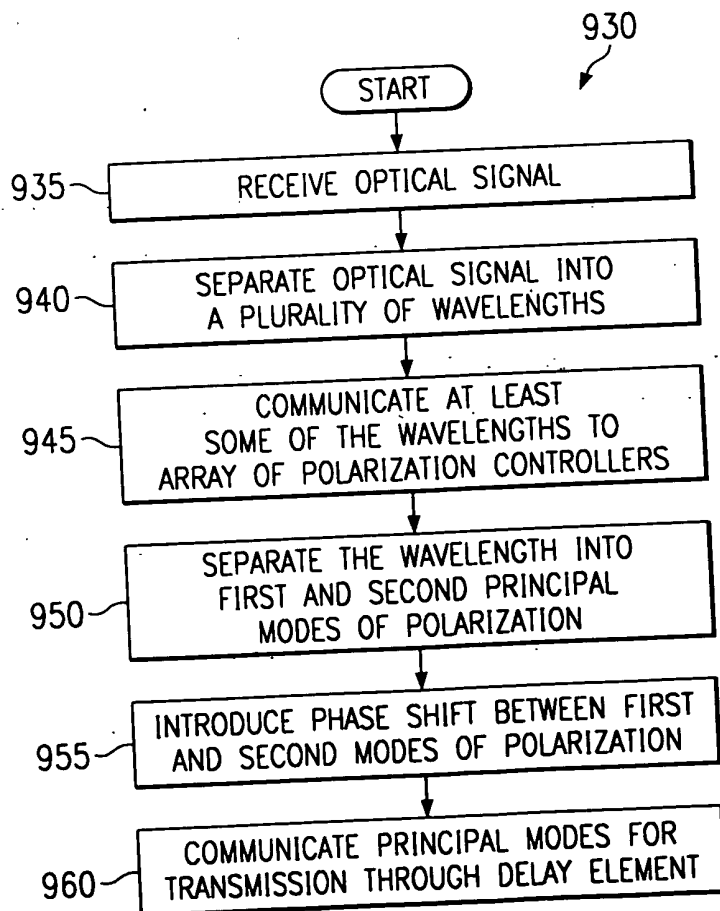 930
START
935
RECEIVE OPTICAL SIGNAL
940
SEPARATE OPTICAL SIGNAL INTO
A PLURALITY OF WAVELENGTHS
945
COMMUNICATE AT LEAST
SOME OF THE WAVELENGTHS TO
ARRAY OF POLARIZATION CONTROLLERS
950
SEPARATE THE WAVELENGTH INTO
FIRST AND SECOND PRINCIPAL
MODES OF POLARIZATION
955
INTRODUCE PHASE SHIFT BETWEEN FIRST
AND SECOND MODES OF POLARIZATION
960
COMMUNICATE PRINCIPAL MODES FOR
TRANSMISSION THROUGH DELAY ELEMENT